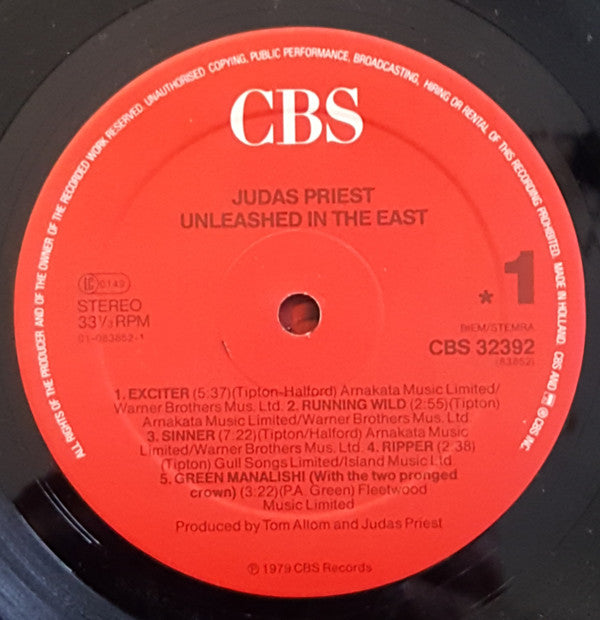 ALL RIGHTS OF THE PRODUCER AND OF THE OWNER OF THE RECORDED WORK RESERVED. UNAUTHORISED COPYING, PUBLIC PERFORMANCE, BROADCASTING, HIRING OR RENTAL OF THIS RECORDING PROHIBITED. MADE IN HOLLAND. CBS AND ® CBS INC.
CBS
JUDAS PRIEST
UNLEASHED IN THE EAST
LC 0149
STEREO
33⅓RPM
01-083852-1
* 1
BIEM/STEMRA
CBS 32392
(83852)
1. EXCITER (5:37)(Tipton-Halford) Arnakata Music Limited/
Warner Brothers Mus. Ltd. 2. RUNNING WILD (2:55)(Tipton)
Arnakata Music Limited/Warner Brothers Mus. Ltd.
3. SINNER (7:22)(Tipton/Halford) Arnakata Music
Limited/Warner Brothers Mus. Ltd. 4. RIPPER (2:38)
(Tipton) Gull Songs Limited/Island Music Ltd
5. GREEN MANALISHI (With the two pronged
crown) (3:22)(P.A. Green) Fleetwood
Music Limited
Produced by Tom Allom and Judas Priest
℗ 1979 CBS Records